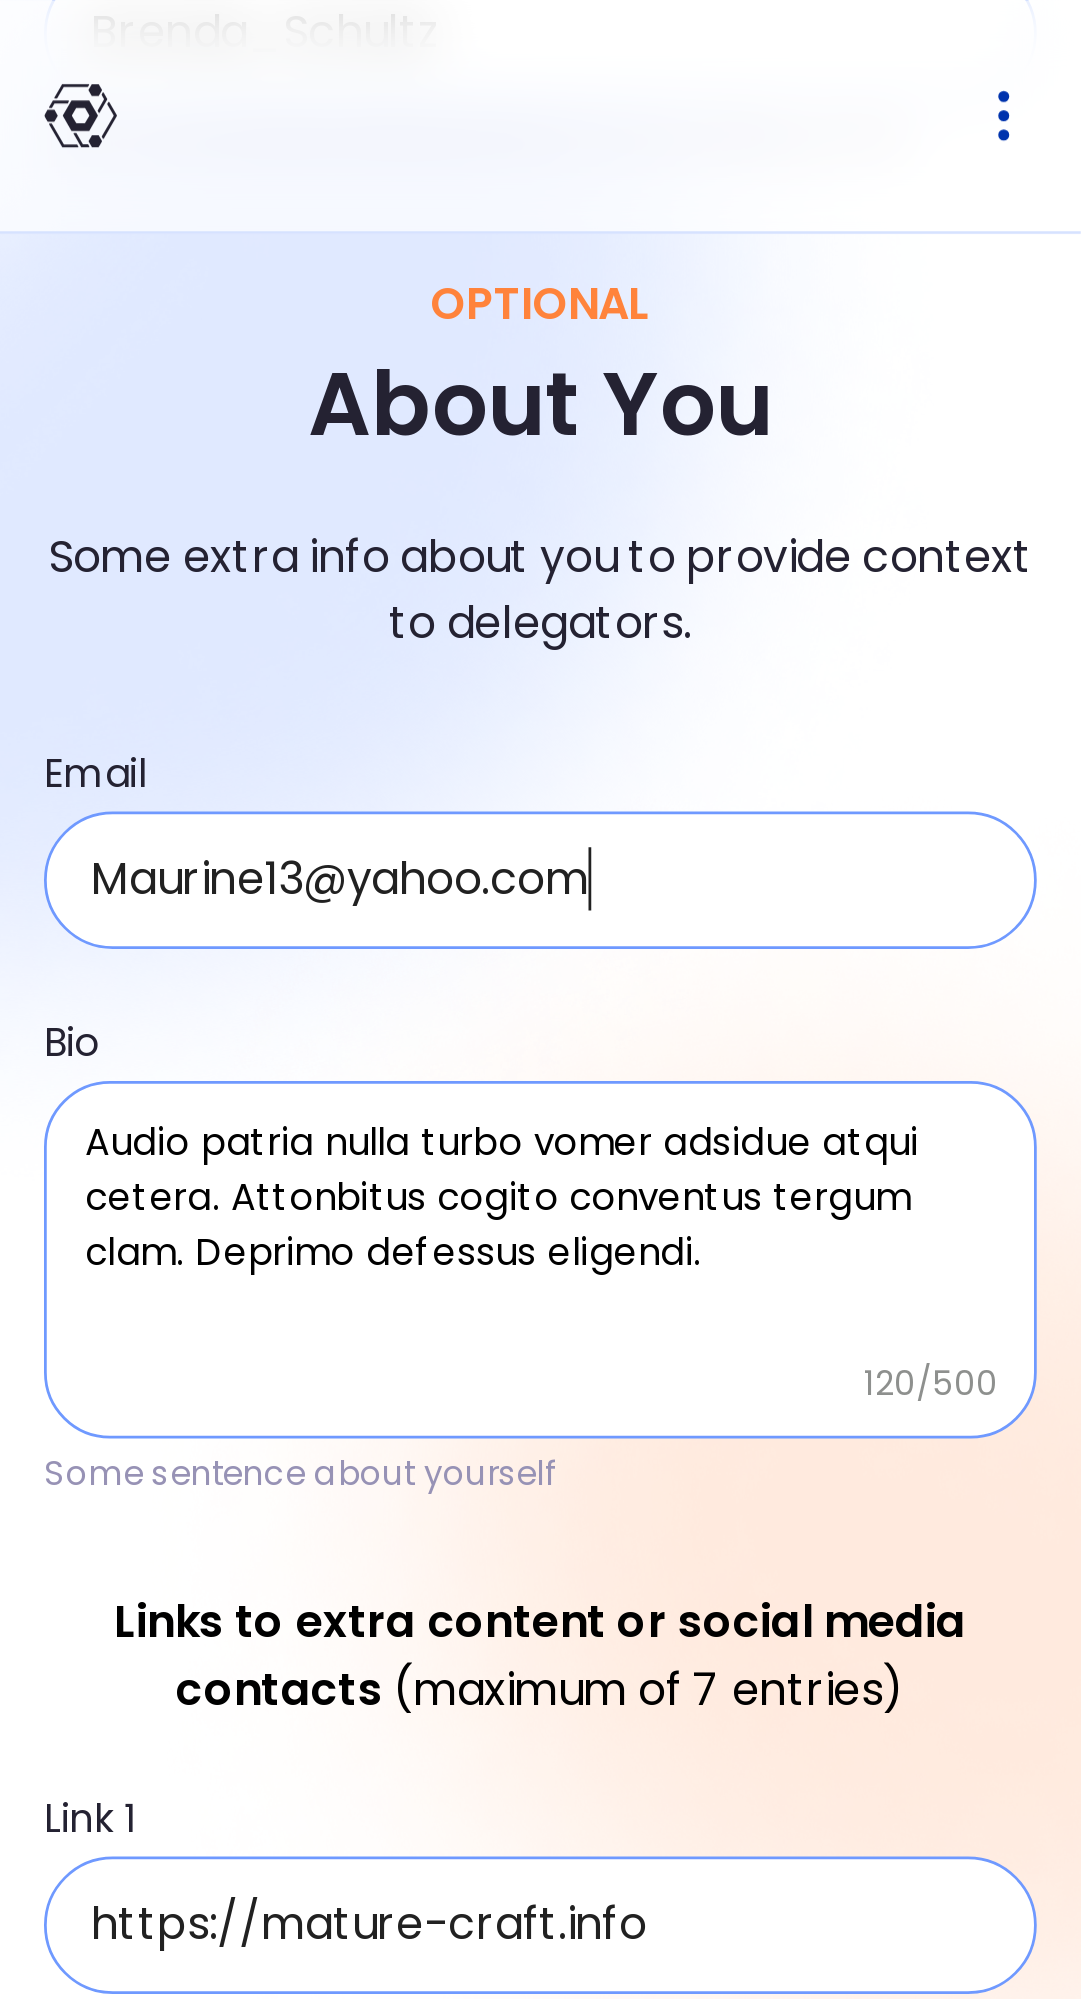 Brenda_Schultz
OPTIONAL
About You
Some extra info about you to provide context
to delegators.
Email
Maurine13@yahoo.com
Bio
Audio patria nulla turbo vomer adsidue atqui
cetera. Attonbitus cogito conventus tergum
clam. Deprimo defessus eligendi.
120/500
Some sentence about yourself
Links to extra content or social media
contacts (maximum of 7 entries)
Link 1
https://mature-craft.info